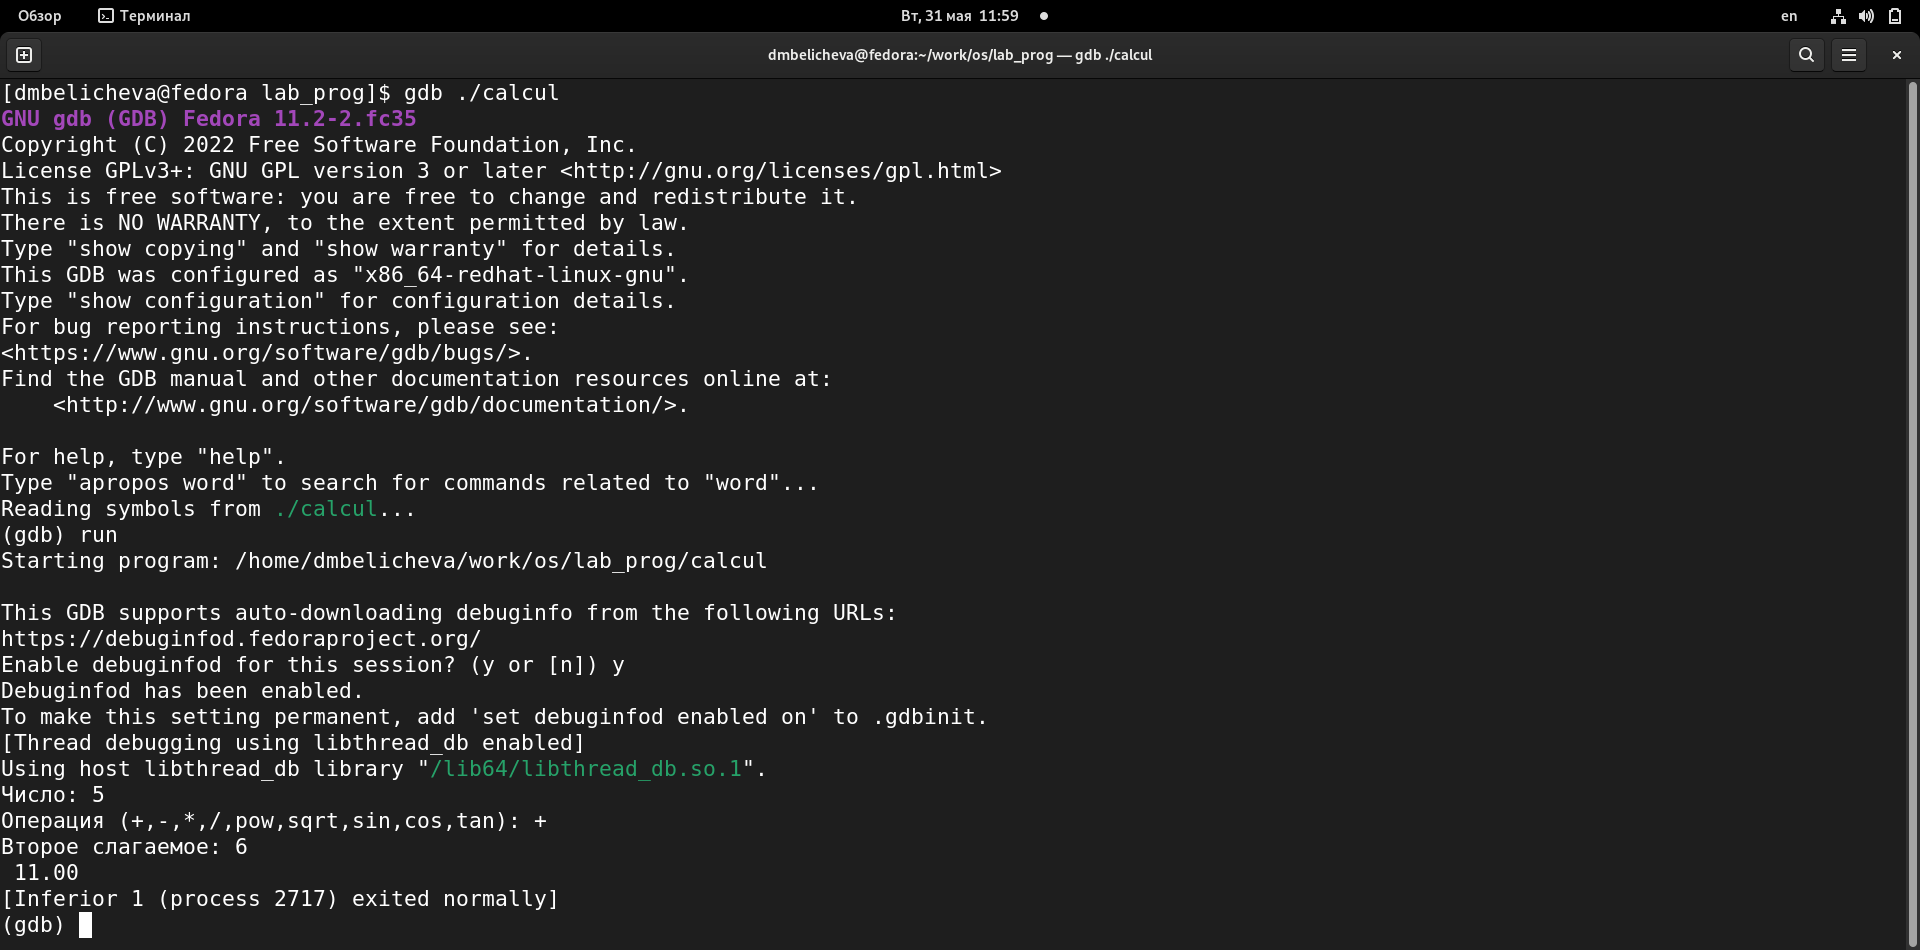 Обзор Терминал Вт, 31 мая 11:59 en
dmbelicheva@fedora:~/work/os/lab_prog — gdb ./calcul
[dmbelicheva@fedora lab_prog]$ gdb ./calcul
GNU gdb (GDB) Fedora 11.2-2.fc35
Copyright (C) 2022 Free Software Foundation, Inc.
License GPLv3+: GNU GPL version 3 or later <http://gnu.org/licenses/gpl.html>
This is free software: you are free to change and redistribute it.
There is NO WARRANTY, to the extent permitted by law.
Type "show copying" and "show warranty" for details.
This GDB was configured as "x86_64-redhat-linux-gnu".
Type "show configuration" for configuration details.
For bug reporting instructions, please see:
<https://www.gnu.org/software/gdb/bugs/>.
Find the GDB manual and other documentation resources online at:
    <http://www.gnu.org/software/gdb/documentation/>.

For help, type "help".
Type "apropos word" to search for commands related to "word"...
Reading symbols from ./calcul...
(gdb) run
Starting program: /home/dmbelicheva/work/os/lab_prog/calcul

This GDB supports auto-downloading debuginfo from the following URLs:
https://debuginfod.fedoraproject.org/
Enable debuginfod for this session? (y or [n]) y
Debuginfod has been enabled.
To make this setting permanent, add 'set debuginfod enabled on' to .gdbinit.
[Thread debugging using libthread_db enabled]
Using host libthread_db library "/lib64/libthread_db.so.1".
Число: 5
Операция (+,-,*,/,pow,sqrt,sin,cos,tan): +
Второе слагаемое: 6
 11.00
[Inferior 1 (process 2717) exited normally]
(gdb)